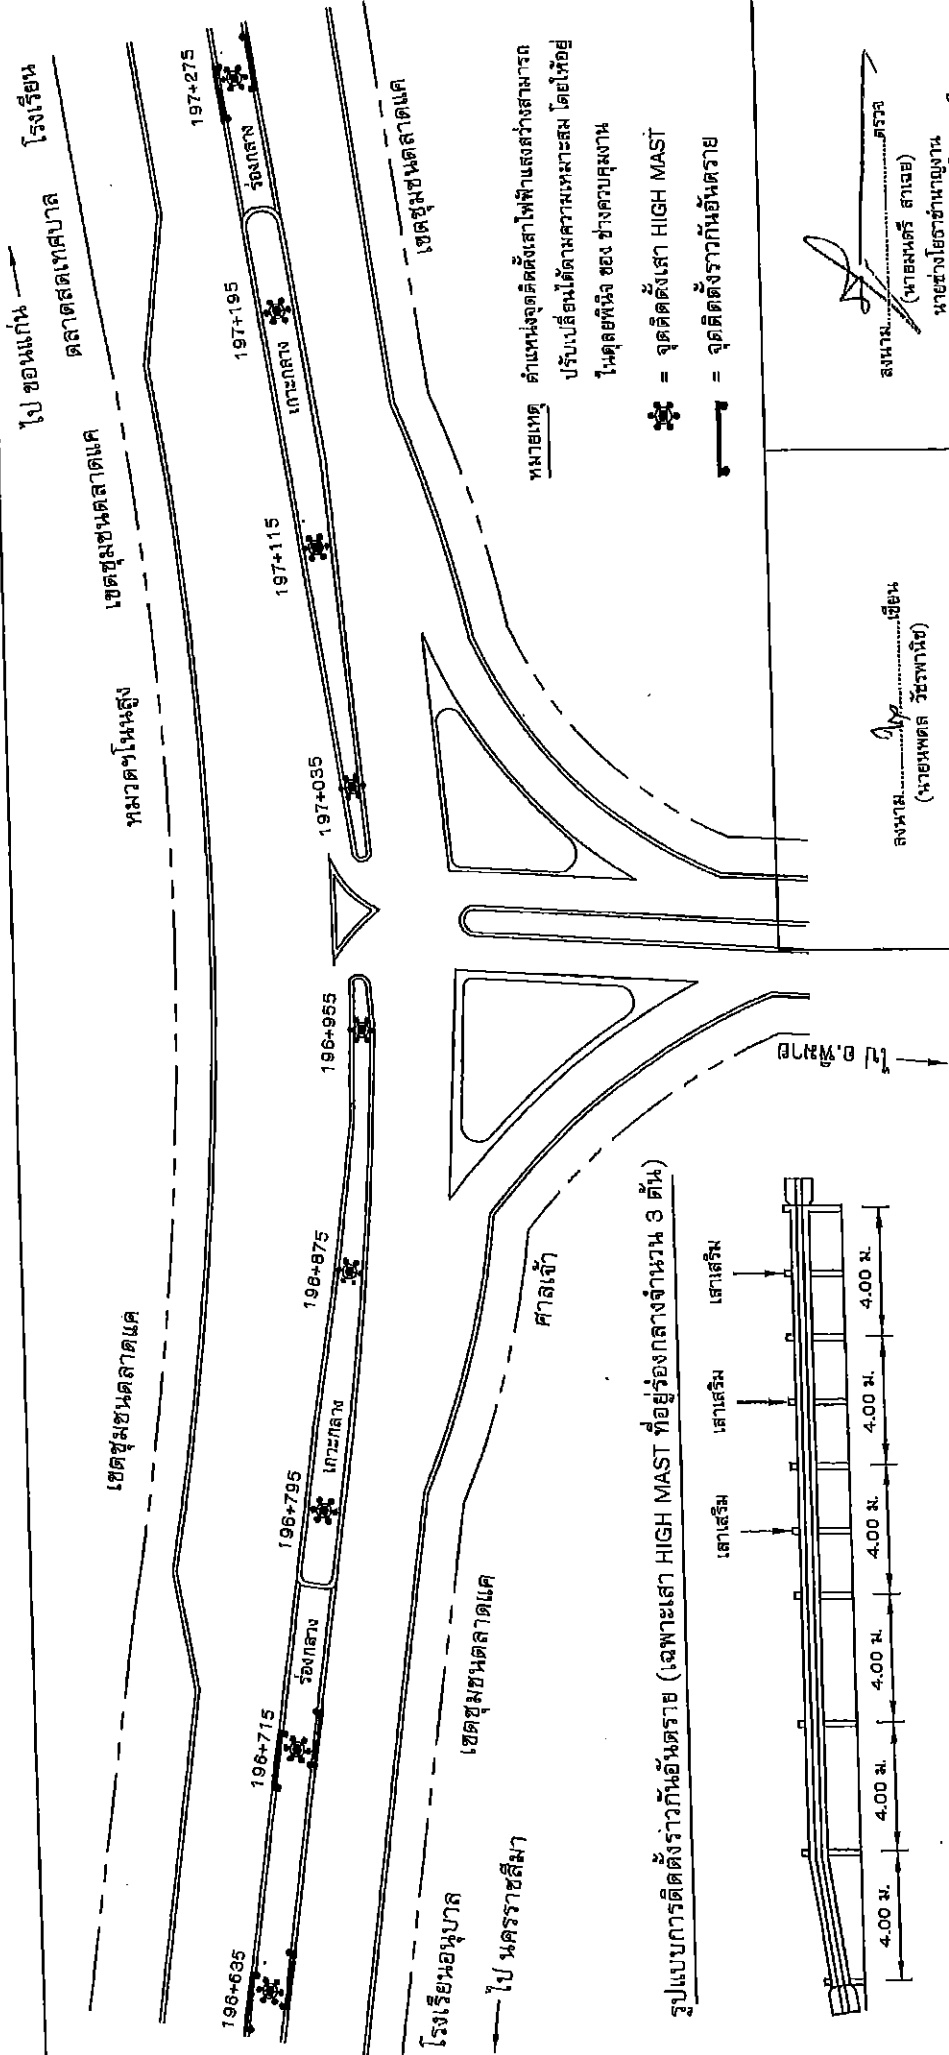 ไป ขอนแก่น
ตลาดสดเทศบาล
โรงเรียน
เขตชุมชนตลาดแค
หมวดฯโนนสูง
เขตชุมชนตลาดแค
196+635
196+715
196+795
196+875
196+955
197+035
197+115
197+195
197+275
ร่องกลาง
เกาะกลาง
เกาะกลาง
ร่องกลาง
เขตชุมชนตลาดแค
โรงเรียนอนุบาล
ไป นครราชสีมา
เขตชุมชนตลาดแค
ศาลเจ้า
ไป อ.พิมาย
หมายเหตุ ตำแหน่งจุดติดตั้งเสาไฟฟ้าแสงสว่างสามารถ
ปรับเปลี่ยนได้ตามความเหมาะสม โดยให้อยู่
ในดุลยพินิจ ของ ช่างควบคุมงาน
= จุดติดตั้งเสา HIGH MAST
= จุดติดตั้งราวกันอันตราย
รูปแบบการติดตั้งราวกันอันตราย (เฉพาะเสา HIGH MAST ที่อยู่ร่องกลางจำนวน 3 ต้น)
เสาเสริม
เสาเสริม
เสาเสริม
4.00 ม.
4.00 ม.
4.00 ม.
4.00 ม.
4.00 ม.
4.00 ม.
ลงนาม..........เขียน
(นายนพดล วัชรพานิช)
ลงนาม..........ตรวจ
(นายมนตรี สาเฉย)
นายช่างโยธาชำนาญงาน